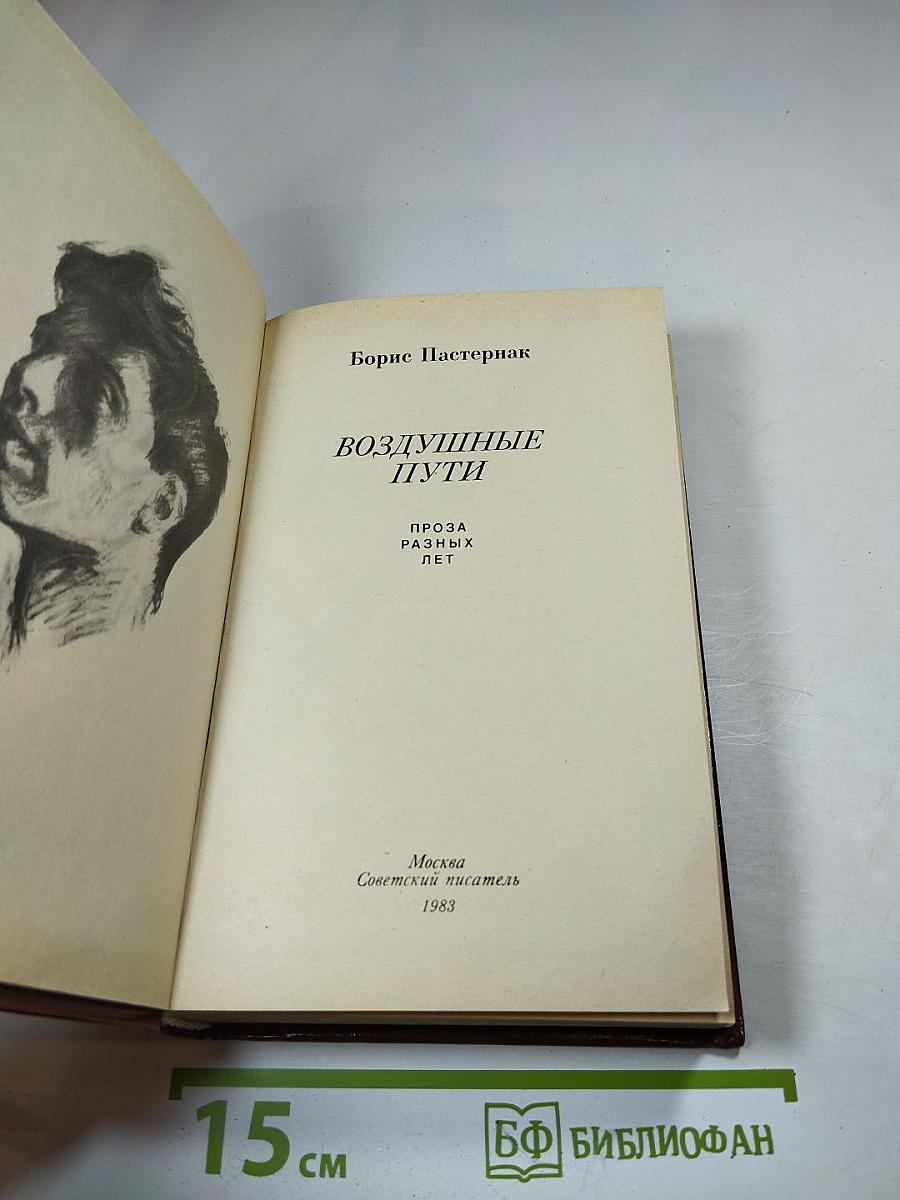 Борис Пастернак
ВОЗДУШНЫЕ
ПУТИ
ПРОЗА
РАЗНЫХ
ЛЕТ
Москва
Советский писатель
1983
15 см
БФ БИБЛИОФАН